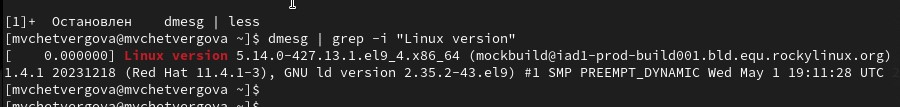 [1]+  Остановлен    dmesg | less
[mvchetvergova@mvchetvergova ~]$ dmesg | grep -i "Linux version"
[    0.000000] Linux version 5.14.0-427.13.1.el9_4.x86_64 (mockbuild@iad1-prod-build001.bld.equ.rockylinux.org)
1.4.1 20231218 (Red Hat 11.4.1-3), GNU ld version 2.35.2-43.el9) #1 SMP PREEMPT_DYNAMIC Wed May 1 19:11:28 UTC
[mvchetvergova@mvchetvergova ~]$
[mvchetvergova@mvchetvergova ~]$